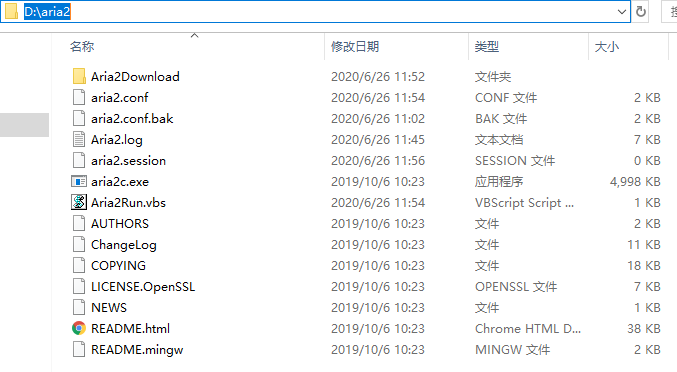 D:\aria2
名称 修改日期 类型 大小
Aria2Download 2020/6/26 11:52 文件夹
aria2.conf 2020/6/26 11:54 CONF 文件 2 KB
aria2.conf.bak 2020/6/26 11:02 BAK 文件 2 KB
Aria2.log 2020/6/26 11:45 文本文档 7 KB
aria2.session 2020/6/26 11:56 SESSION 文件 0 KB
aria2c.exe 2019/10/6 10:23 应用程序 4,998 KB
Aria2Run.vbs 2020/6/26 11:54 VBScript Script ... 1 KB
AUTHORS 2019/10/6 10:23 文件 2 KB
ChangeLog 2019/10/6 10:23 文件 11 KB
COPYING 2019/10/6 10:23 文件 18 KB
LICENSE.OpenSSL 2019/10/6 10:23 OPENSSL 文件 7 KB
NEWS 2019/10/6 10:23 文件 1 KB
README.html 2019/10/6 10:23 Chrome HTML D... 38 KB
README.mingw 2019/10/6 10:23 MINGW 文件 2 KB